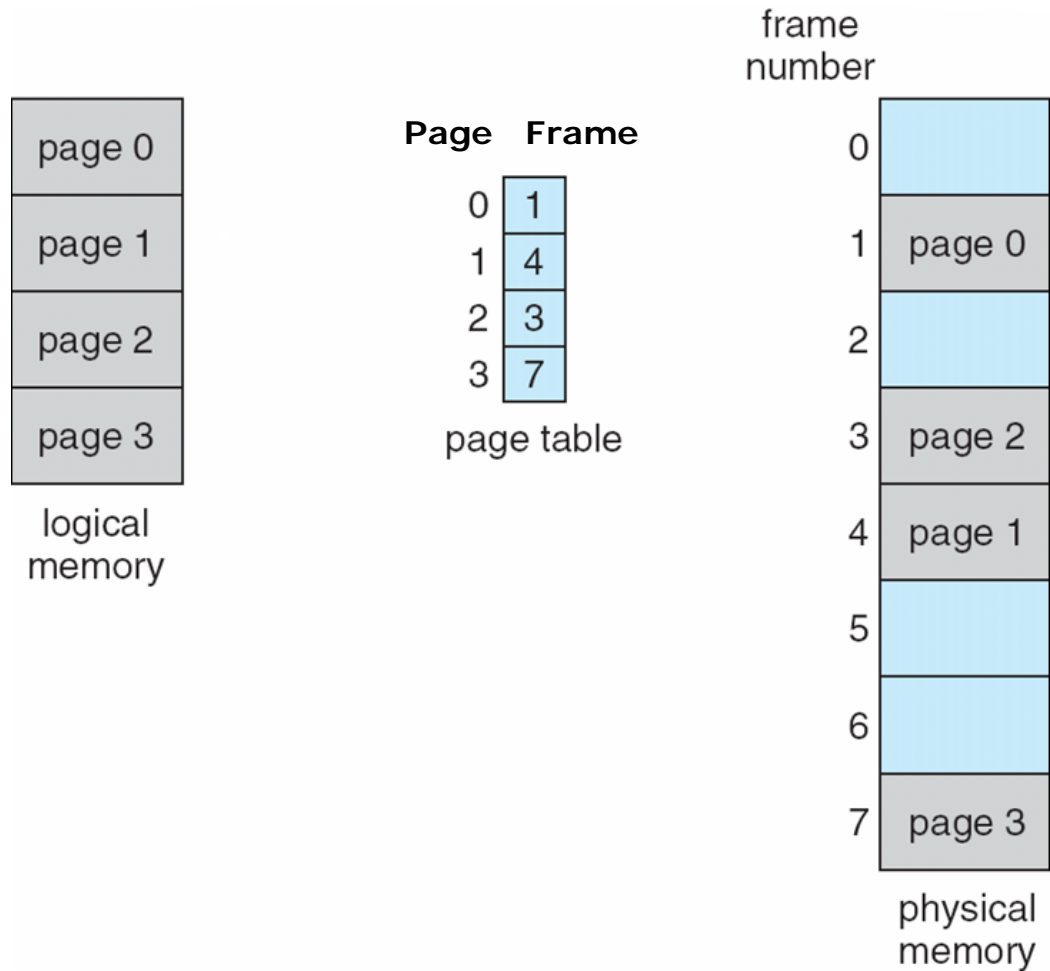 page 0
page 1
page 2
page 3
logical
memory
Page Frame
0 1
1 4
2 3
3 7
page table
frame
number
0
1 page 0
2
3 page 2
4 page 1
5
6
7 page 3
physical
memory